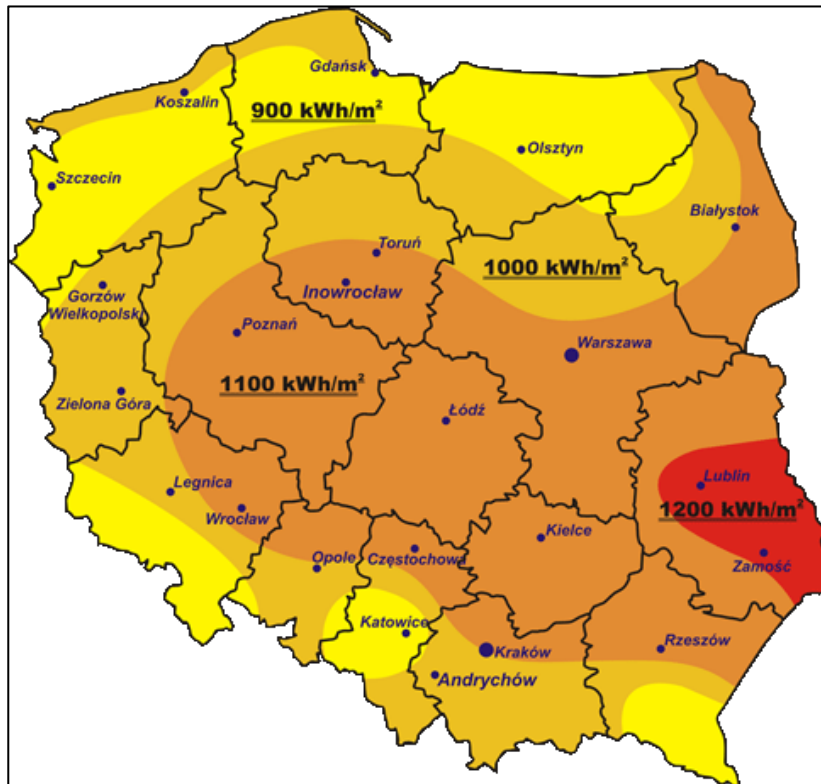 Gdańsk
Koszalin
900 kWh/m²
Olsztyn
Szczecin
Białystok
Toruń
1000 kWh/m²
Inowrocław
Gorzów
Wielkopolski
Poznań
Warszawa
1100 kWh/m²
Zielona Góra
Łódź
Lublin
Legnica
1200 kWh/m²
Wrocław
Kielce
Opole
Częstochowa
Zamość
Katowice
Kraków
Rzeszów
Andrychów